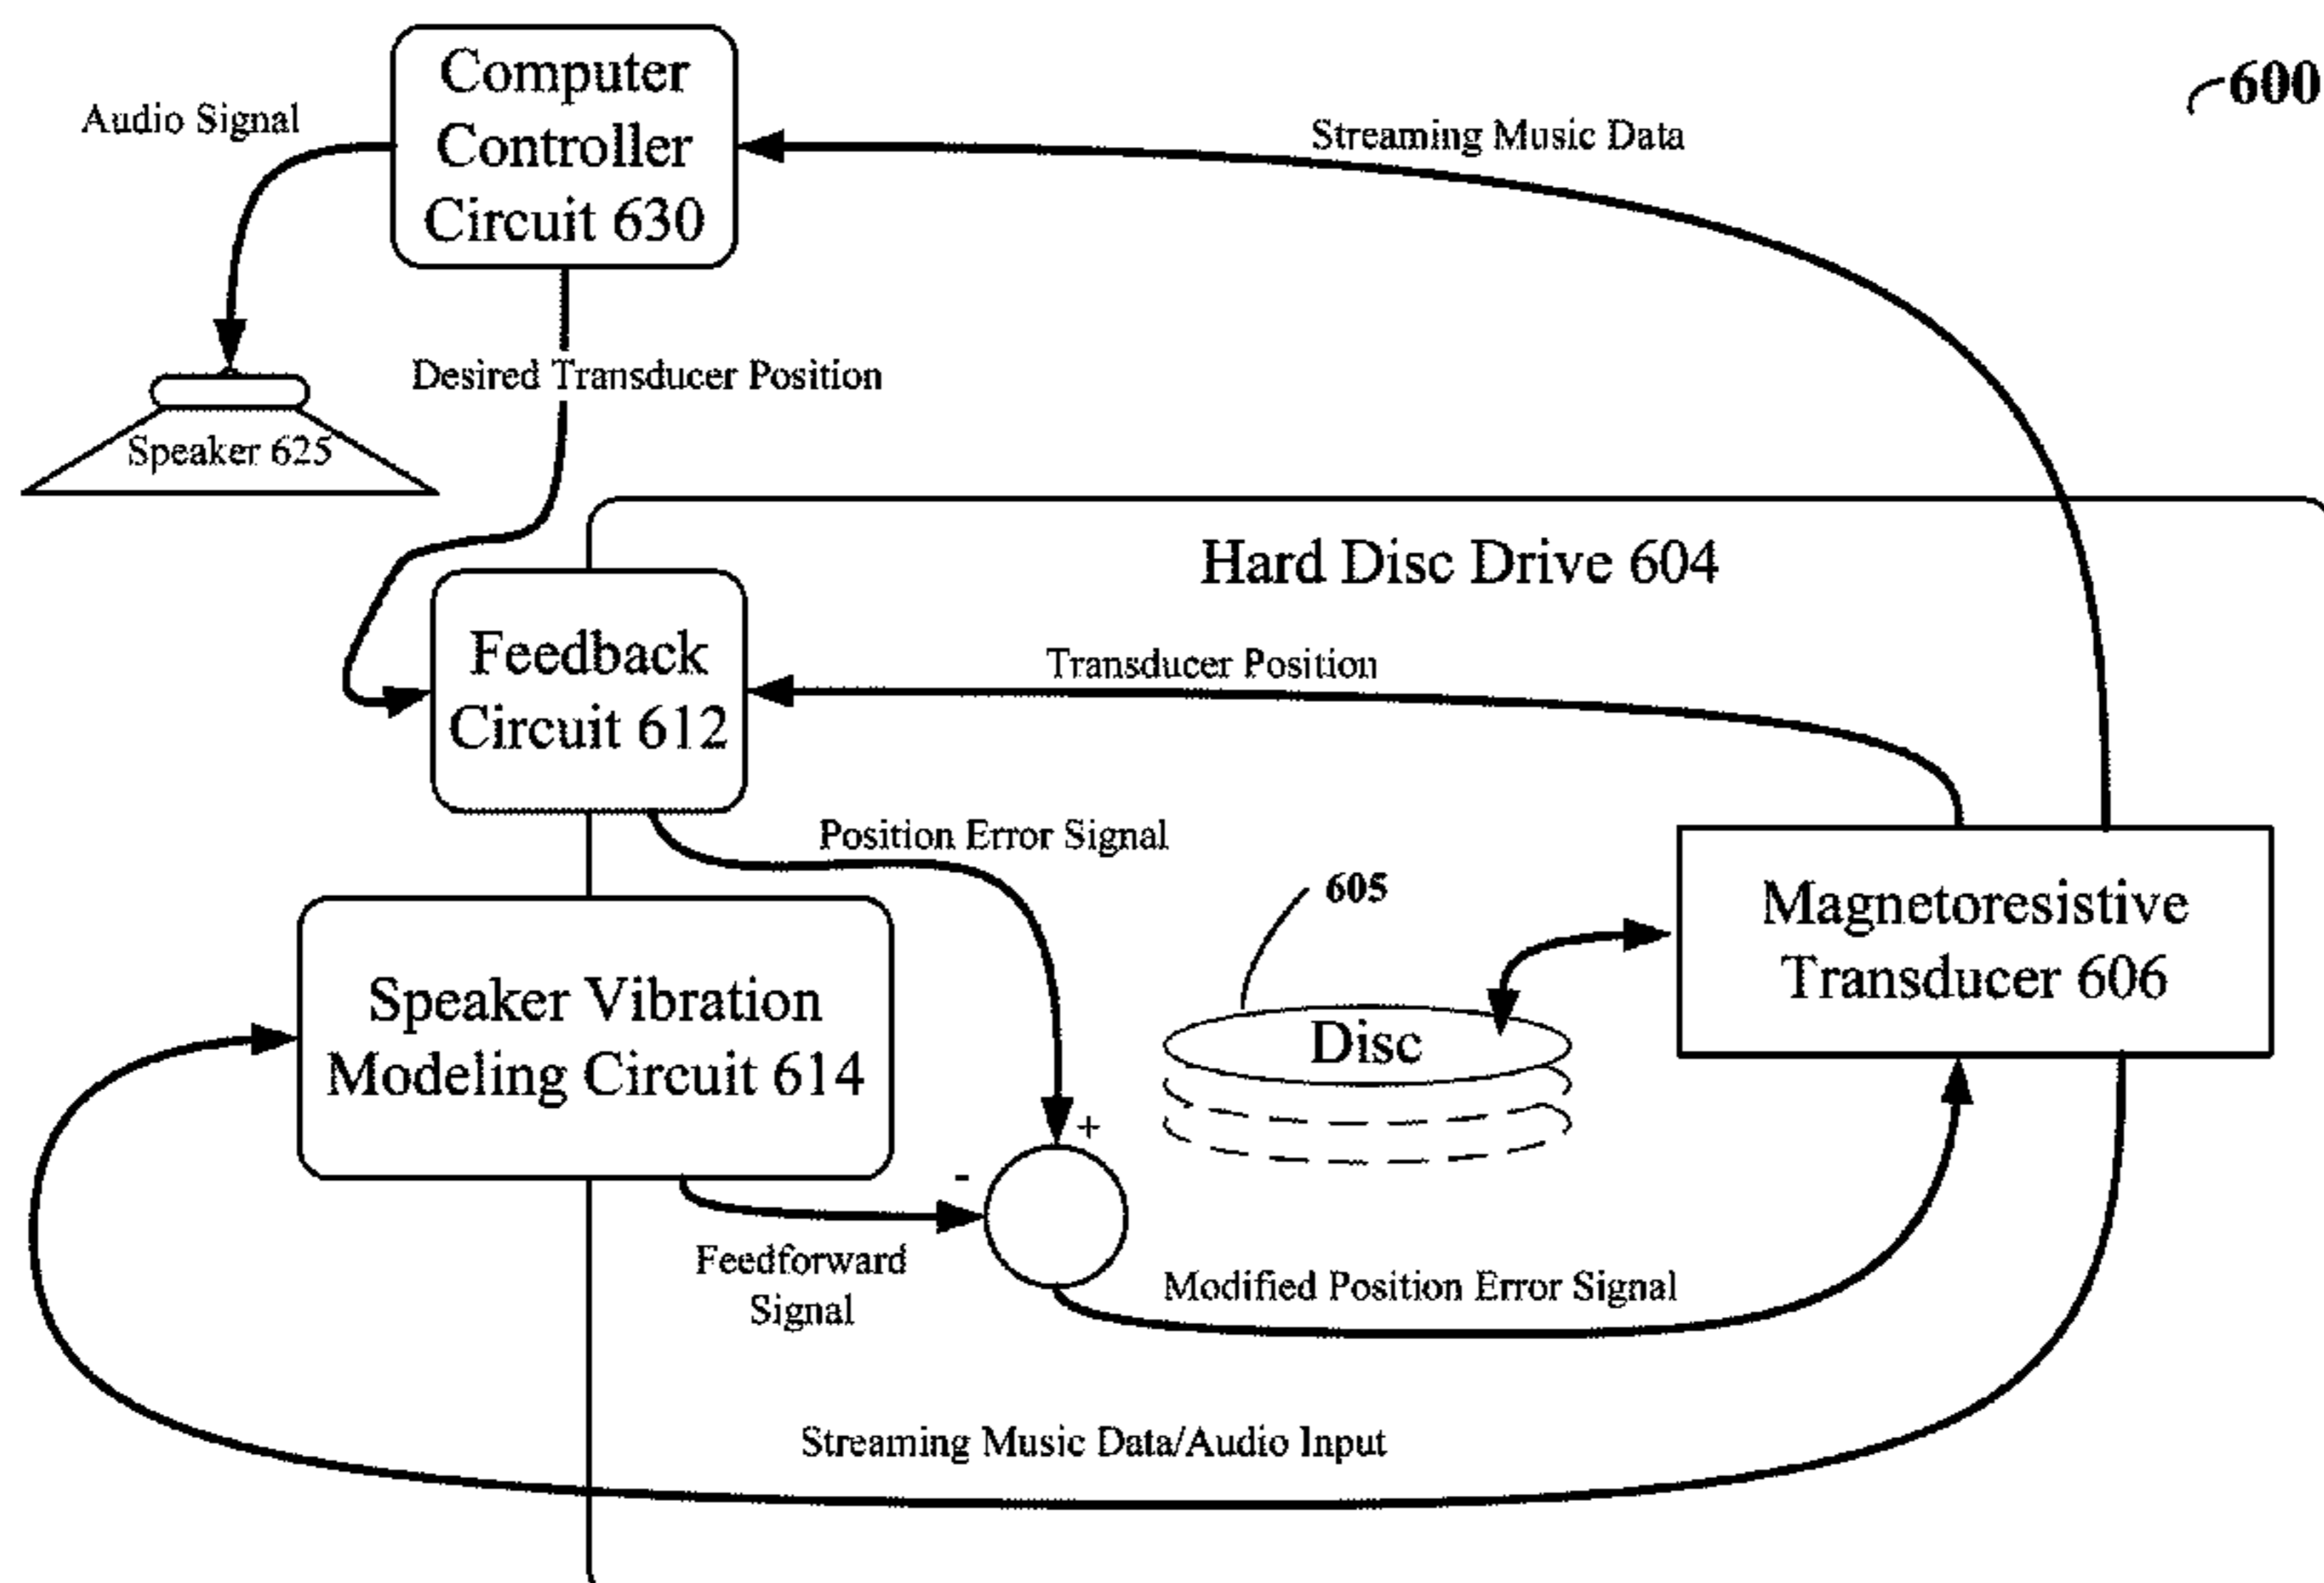 600
Computer
Controller
Circuit 630
Audio Signal
Streaming Music Data
Desired Transducer Position
Speaker 625
Hard Disc Drive 604
Feedback
Circuit 612
Transducer Position
Position Error Signal
605
Magnetoresistive
Transducer 606
Speaker Vibration
Modeling Circuit 614
Disc
+
-
Feedforward
Signal
Modified Position Error Signal
Streaming Music Data/Audio Input